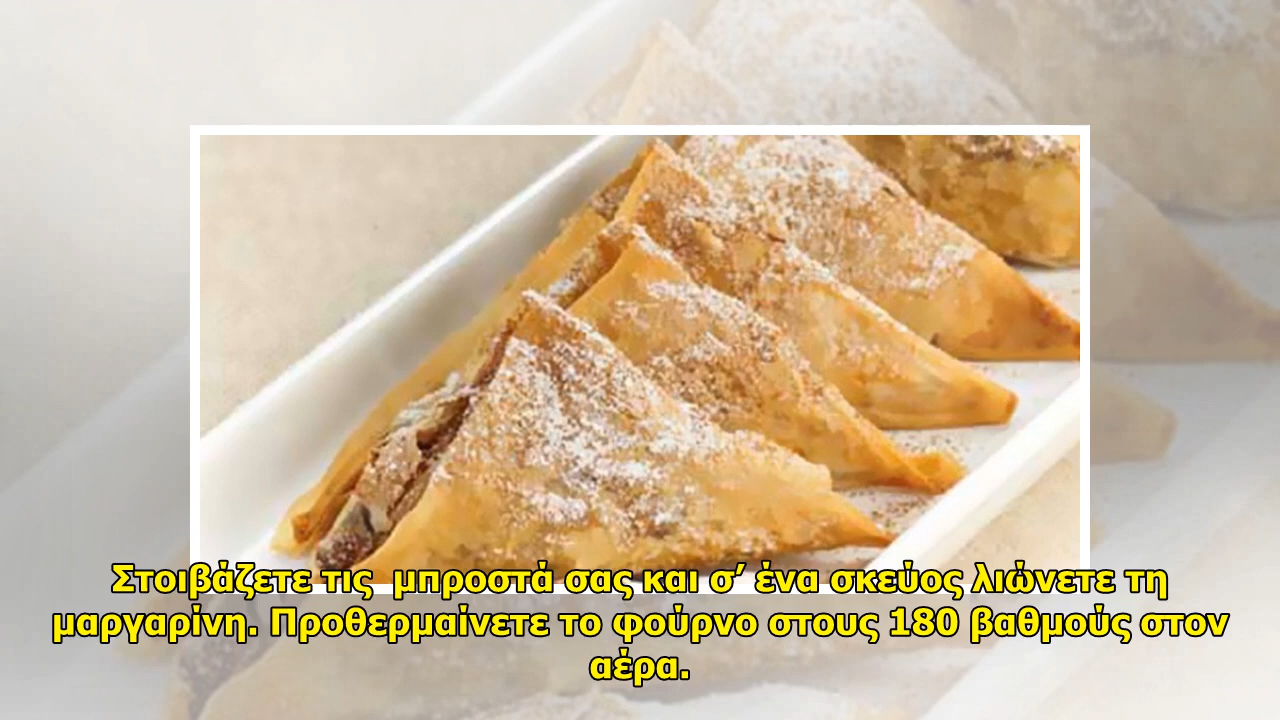 Στοιβάζετε τις  μπροστά σας και σ’ ένα σκεύος λιώνετε τη
μαργαρίνη. Προθερμαίνετε το φούρνο στους 180 βαθμούς στον
αέρα.